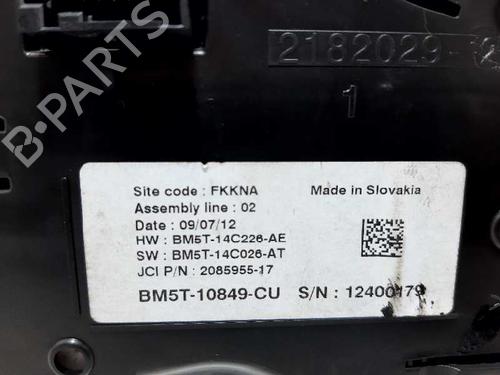 2182029-2
1
Site code : FKKNA Made in Slovakia
Assembly line : 02
Date : 09/07/12
HW : BM5T-14C226-AE
SW : BM5T-14C026-AT
JCI P/N : 2085955-17
BM5T-10849-CU S/N : 12400179
B-PARTS